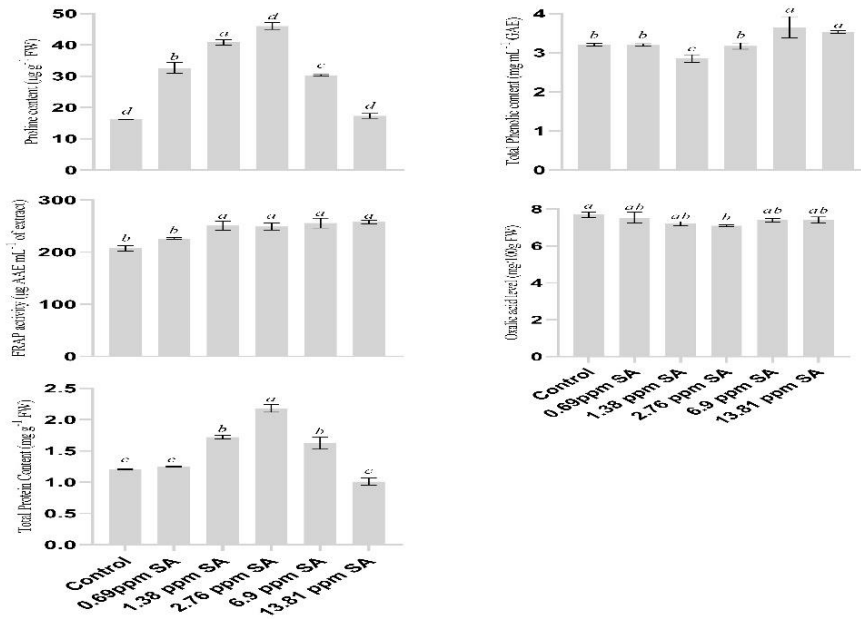 Proline content (µg g⁻¹ FW)
50
40
30
20
10
0
d b a d c d
Total Phenolic content (mg mL⁻¹ GAE)
4
3
2
1
0
b b c b a a
FRAP activity (µg AAE mL⁻¹ of extract)
300
200
100
0
b b a a a a
Oxalic acid level (mg/100g FW)
8
6
4
2
0
a ab ab b ab ab
Control
0.69ppm SA
1.38 ppm SA
2.76 ppm SA
6.9 ppm SA
13.81 ppm SA
Total Protein Content (mg g⁻¹ FW)
2.5
2.0
1.5
1.0
0.5
0.0
c c b a b c
Control
0.69ppm SA
1.38 ppm SA
2.76 ppm SA
6.9 ppm SA
13.81 ppm SA